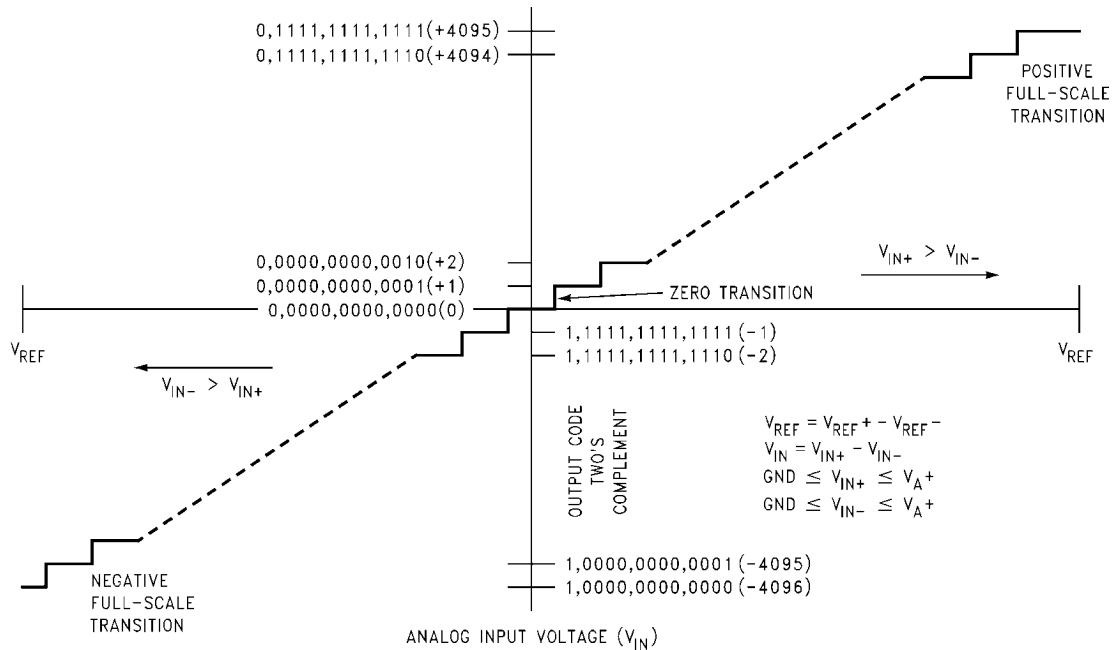 0,1111,1111,1111(+4095)
0,1111,1111,1110(+4094)
POSITIVE
FULL-SCALE
TRANSITION
0,0000,0000,0010(+2)
0,0000,0000,0001(+1)
0,0000,0000,0000(0)
ZERO TRANSITION
V_IN+ > V_IN-
1,1111,1111,1111(-1)
1,1111,1111,1110(-2)
V_REF
V_REF
V_IN- > V_IN+
OUTPUT CODE
TWO'S
COMPLEMENT
V_REF = V_REF+ - V_REF-
V_IN = V_IN+ - V_IN-
GND ≤ V_IN+ ≤ V_A+
GND ≤ V_IN- ≤ V_A+
1,0000,0000,0001(-4095)
1,0000,0000,0000(-4096)
NEGATIVE
FULL-SCALE
TRANSITION
ANALOG INPUT VOLTAGE (V_IN)